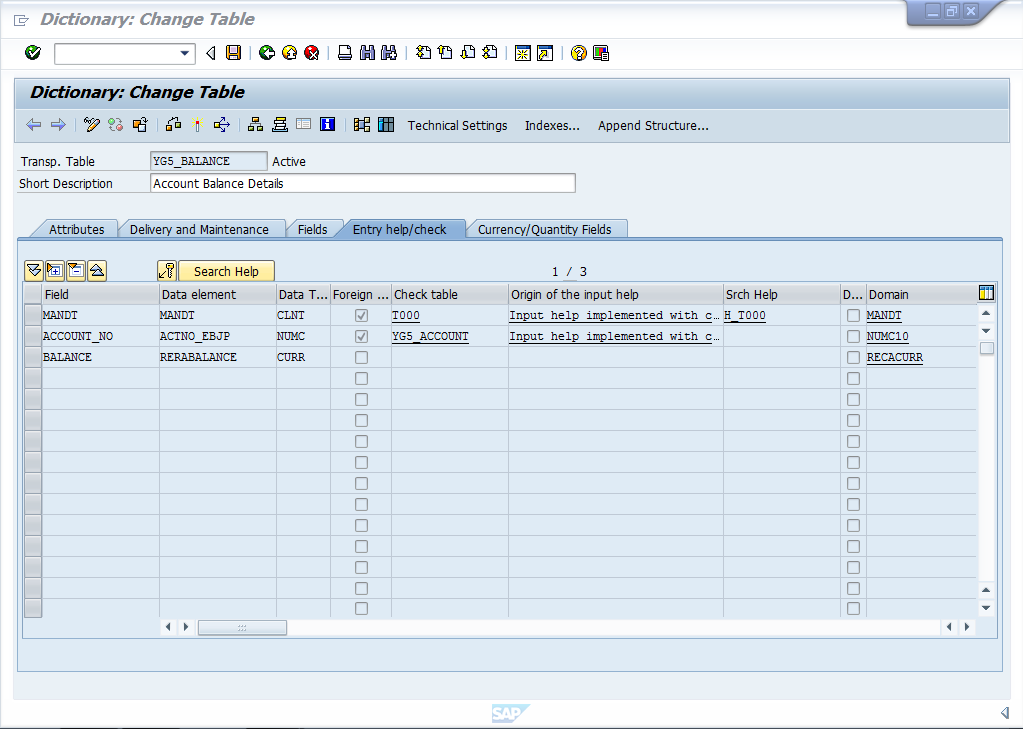 Dictionary: Change Table
Dictionary: Change Table
Technical Settings Indexes... Append Structure...
Transp. Table YG5_BALANCE Active
Short Description Account Balance Details
Attributes Delivery and Maintenance Fields Entry help/check Currency/Quantity Fields
Search Help 1 / 3
Field Data element Data T... Foreign ... Check table Origin of the input help Srch Help D... Domain
MANDT MANDT CLNT T000 Input help implemented with c... H_T000 MANDT
ACCOUNT_NO ACTNO_EBJP NUMC YG5_ACCOUNT Input help implemented with c... NUMC10
BALANCE RERABALANCE CURR RECACURR
SAP